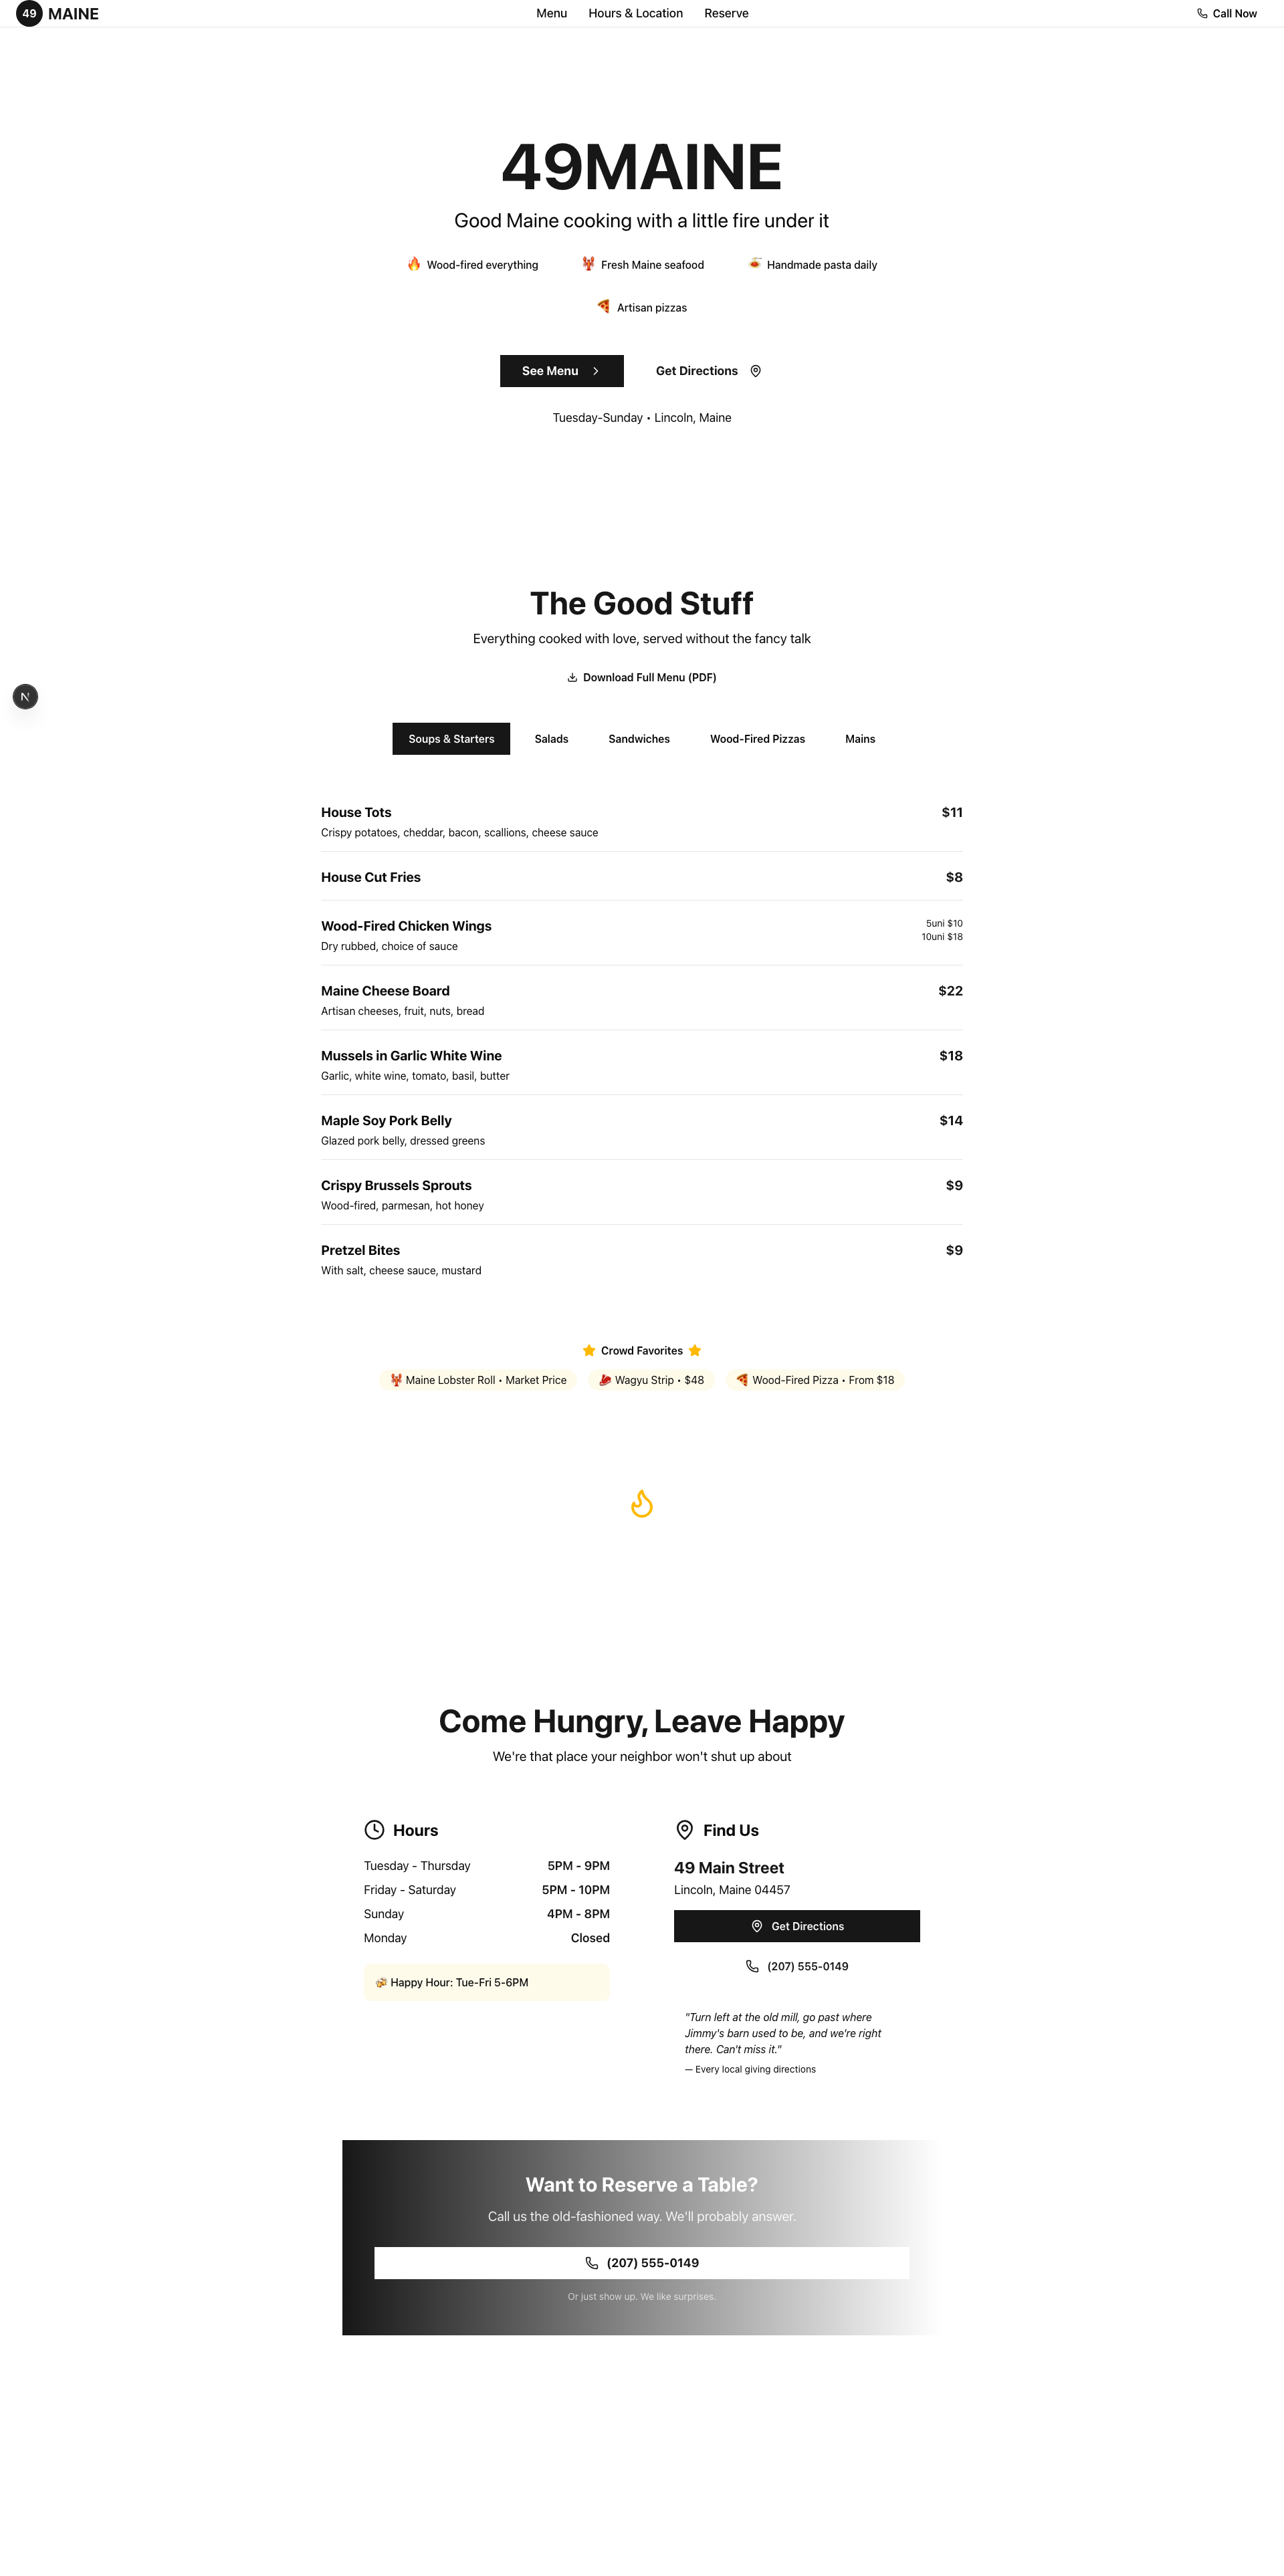 49 MAINE
Menu Hours & Location Reserve
Call Now
49MAINE
Good Maine cooking with a little fire under it
Wood-fired everything Fresh Maine seafood Handmade pasta daily
Artisan pizzas
See Menu Get Directions
Tuesday-Sunday • Lincoln, Maine
The Good Stuff
Everything cooked with love, served without the fancy talk
Download Full Menu (PDF)
N
Soups & Starters Salads Sandwiches Wood-Fired Pizzas Mains
House Tots $11
Crispy potatoes, cheddar, bacon, scallions, cheese sauce
House Cut Fries $8
Wood-Fired Chicken Wings 5uni $10
Dry rubbed, choice of sauce 10uni $18
Maine Cheese Board $22
Artisan cheeses, fruit, nuts, bread
Mussels in Garlic White Wine $18
Garlic, white wine, tomato, basil, butter
Maple Soy Pork Belly $14
Glazed pork belly, dressed greens
Crispy Brussels Sprouts $9
Wood-fired, parmesan, hot honey
Pretzel Bites $9
With salt, cheese sauce, mustard
Crowd Favorites
Maine Lobster Roll • Market Price Wagyu Strip • $48 Wood-Fired Pizza • From $18
Come Hungry, Leave Happy
We're that place your neighbor won't shut up about
Hours
Tuesday - Thursday 5PM - 9PM
Friday - Saturday 5PM - 10PM
Sunday 4PM - 8PM
Monday Closed
Happy Hour: Tue-Fri 5-6PM
Find Us
49 Main Street
Lincoln, Maine 04457
Get Directions
(207) 555-0149
"Turn left at the old mill, go past where
Jimmy's barn used to be, and we're right
there. Can't miss it."
— Every local giving directions
Want to Reserve a Table?
Call us the old-fashioned way. We'll probably answer.
(207) 555-0149
Or just show up. We like surprises.